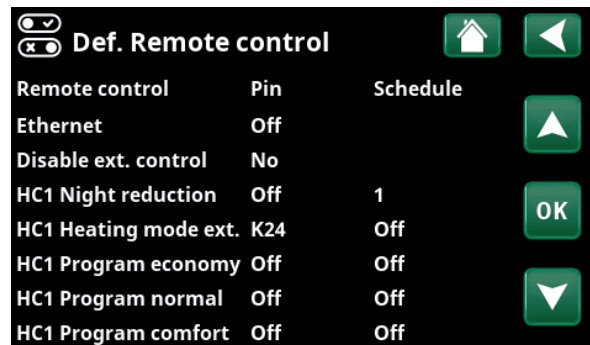 Def. Remote control
Remote control Pin Schedule
Ethernet Off
Disable ext. control No
HC1 Night reduction Off 1
OK
HC1 Heating mode ext. K24 Off
HC1 Program economy Off Off
HC1 Program normal Off Off
HC1 Program comfort Off Off